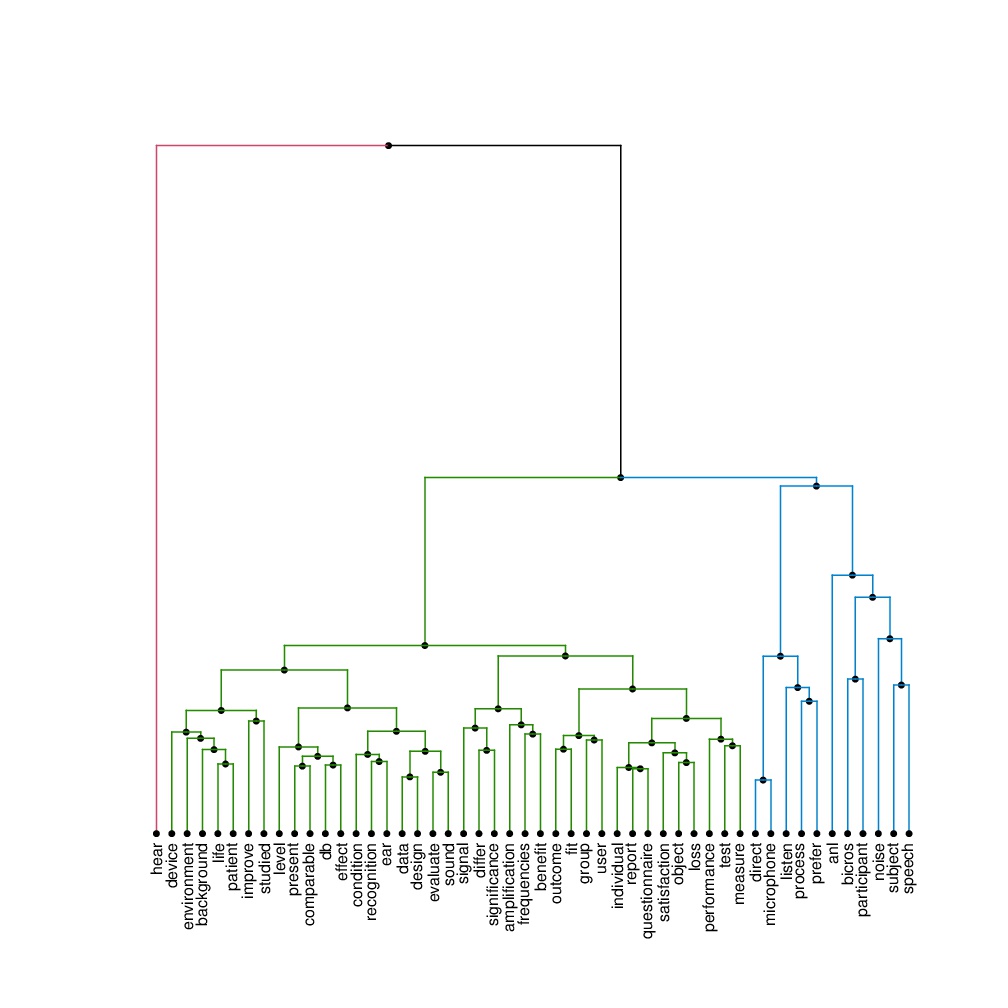 hear
device
environment
background
life
patient
improve
studied
level
present
comparable
db
effect
condition
recognition
ear
data
design
evaluate
sound
signal
differ
significance
amplification
frequencies
benefit
outcome
fit
group
user
individual
report
questionnaire
satisfaction
object
loss
performance
test
measure
direct
microphone
listen
process
prefer
anl
bicros
participant
noise
subject
speech